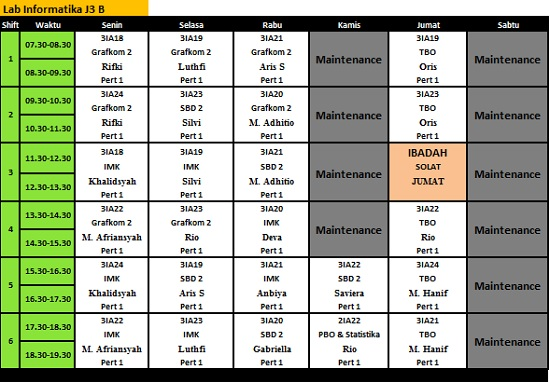 Lab Informatika J3 B
Shift Waktu Senin Selasa Rabu Kamis Jumat Sabtu
1 07.30-08.30 08.30-09.30
3IA18 Grafkom 2 Rifki Pert 1
3IA19 Grafkom 2 Luthfi Pert 1
3IA21 Grafkom 2 Aris S Pert 1
Maintenance
3IA19 TBO Oris Pert 1
Maintenance
2 09.30-10.30 10.30-11.30
3IA24 Grafkom 2 Rifki Pert 1
3IA23 SBD 2 Silvi Pert 1
3IA20 Grafkom 2 M. Adhitio Pert 1
Maintenance
3IA23 TBO Oris Pert 1
Maintenance
3 11.30-12.30 12.30-13.30
3IA18 IMK Khalidsyah Pert 1
3IA19 IMK Silvi Pert 1
3IA21 SBD 2 M. Adhitio Pert 1
Maintenance
IBADAH SOLAT JUMAT
Maintenance
4 13.30-14.30 14.30-15.30
3IA22 Grafkom 2 M. Afriansyah Pert 1
3IA23 Grafkom 2 Rio Pert 1
3IA20 IMK Deva Pert 1
Maintenance
3IA22 TBO Rio Pert 1
Maintenance
5 15.30-16.30 16.30-17.30
3IA24 IMK Khalidsyah Pert 1
3IA19 SBD 2 Aris S Pert 1
3IA21 IMK Anbiya Pert 1
3IA22 SBD 2 Saviera Pert 1
3IA24 TBO M. Hanif Pert 1
Maintenance
6 17.30-18.30 18.30-19.30
3IA22 IMK M. Afriansyah Pert 1
3IA23 IMK Luthfi Pert 1
3IA20 SBD 2 Gabriella Pert 1
2IA22 PBO & Statistika Rio Pert 1
3IA21 TBO M. Hanif Pert 1
Maintenance